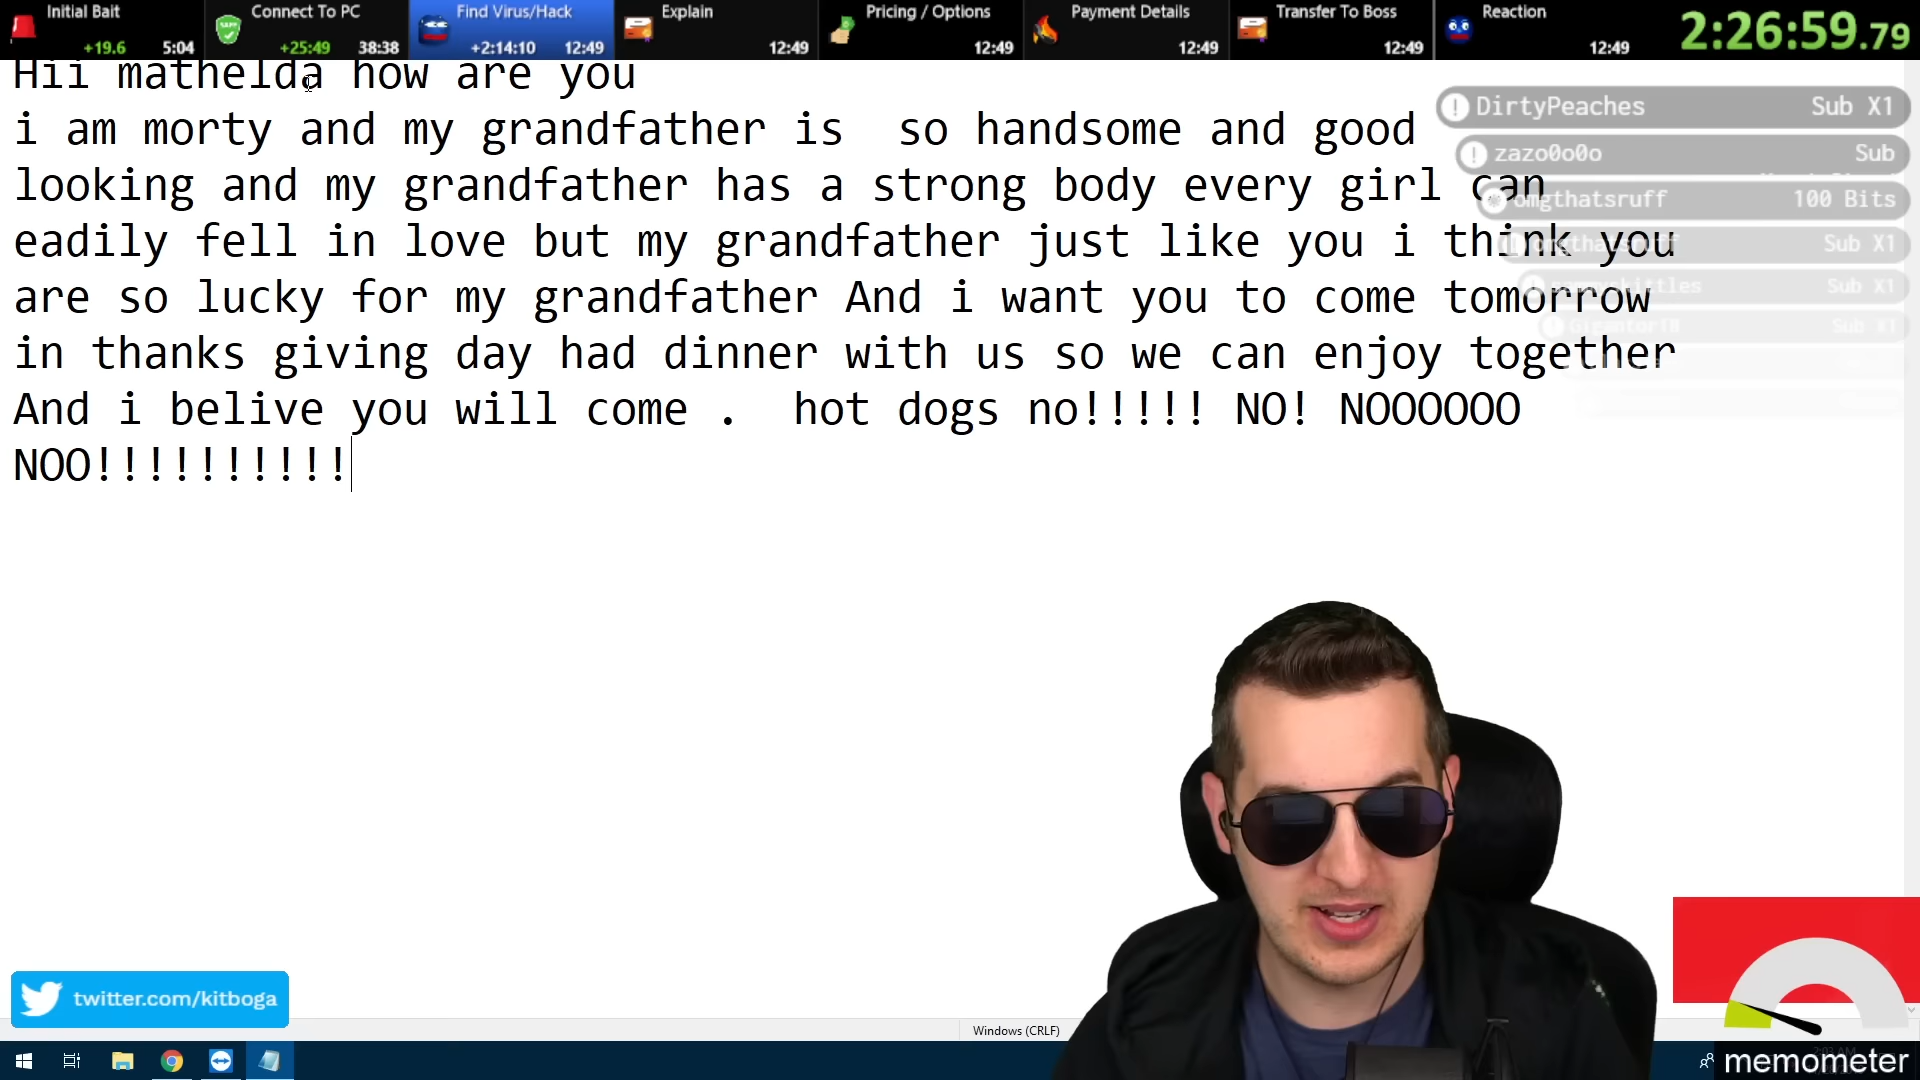 Initial Bait
+19.6 5:04
Connect To PC
+25:49 38:38
Find Virus/Hack
+2:14:10 12:49
Explain
12:49
Pricing / Options
12:49
Payment Details
12:49
Transfer To Boss
12:49
Reaction
12:49
2:26:59.79
Hii mathelda how are you
i am morty and my grandfather is  so handsome and good
looking and my grandfather has a strong body every girl can
eadily fell in love but my grandfather just like you i think you
are so lucky for my grandfather And i want you to come tomorrow
in thanks giving day had dinner with us so we can enjoy together
And i belive you will come .  hot dogs no!!!!! NO! NOOOOOO
NOO!!!!!!!!!!
DirtyPeaches Sub X1
zazo0o0o Sub
omgthatsruff 100 Bits
omgthatsruff Sub X1
Sub X1
Sub X1
twitter.com/kitboga
Windows (CRLF)
memometer